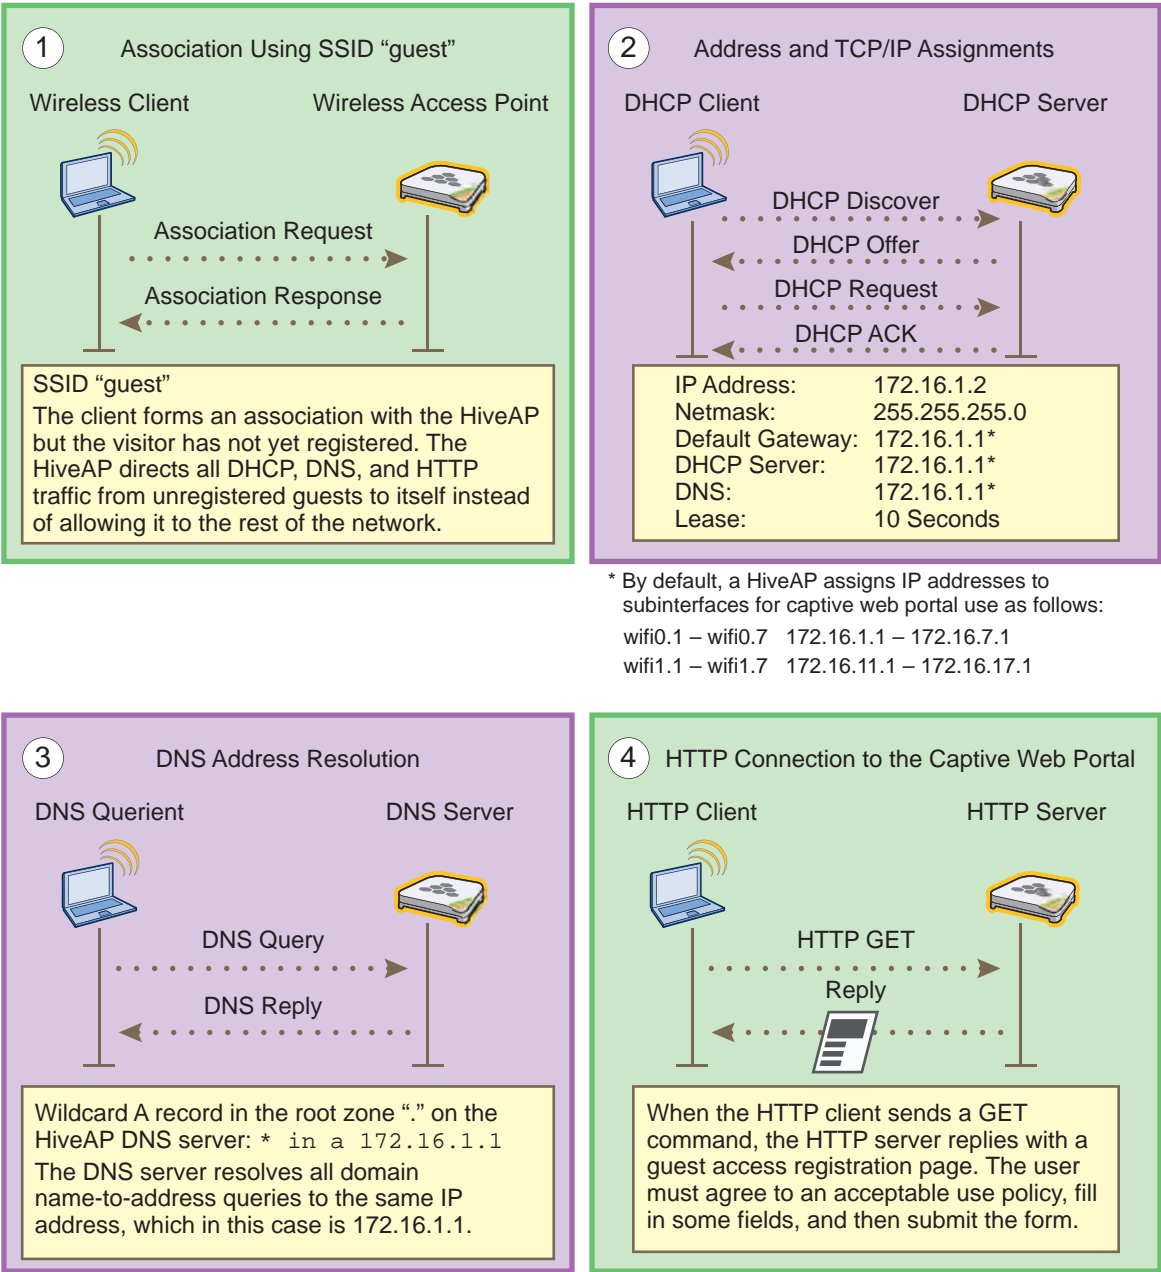 1
Association Using SSID “guest”
Wireless Client
Wireless Access Point
Association Request
Association Response
SSID “guest”
The client forms an association with the HiveAP
but the visitor has not yet registered. The
HiveAP directs all DHCP, DNS, and HTTP
traffic from unregistered guests to itself instead
of allowing it to the rest of the network.
2
Address and TCP/IP Assignments
DHCP Client
DHCP Server
DHCP Discover
DHCP Offer
DHCP Request
DHCP ACK
IP Address: 172.16.1.2
Netmask: 255.255.255.0
Default Gateway: 172.16.1.1*
DHCP Server: 172.16.1.1*
DNS: 172.16.1.1*
Lease: 10 Seconds
* By default, a HiveAP assigns IP addresses to
subinterfaces for captive web portal use as follows:
wifi0.1 – wifi0.7 172.16.1.1 – 172.16.7.1
wifi1.1 – wifi1.7 172.16.11.1 – 172.16.17.1
3
DNS Address Resolution
DNS Querient
DNS Server
DNS Query
DNS Reply
Wildcard A record in the root zone “.” on the
HiveAP DNS server: * in a 172.16.1.1
The DNS server resolves all domain
name-to-address queries to the same IP
address, which in this case is 172.16.1.1.
4
HTTP Connection to the Captive Web Portal
HTTP Client
HTTP Server
HTTP GET
Reply
When the HTTP client sends a GET
command, the HTTP server replies with a
guest access registration page. The user
must agree to an acceptable use policy, fill
in some fields, and then submit the form.